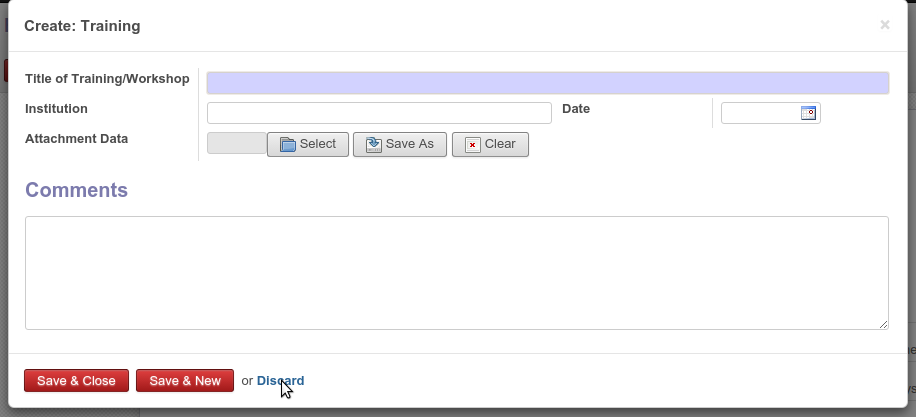 Create: Training ×
Title of Training/Workshop
Institution Date
Attachment Data Select Save As Clear
Comments
Save & Close Save & New or Discard